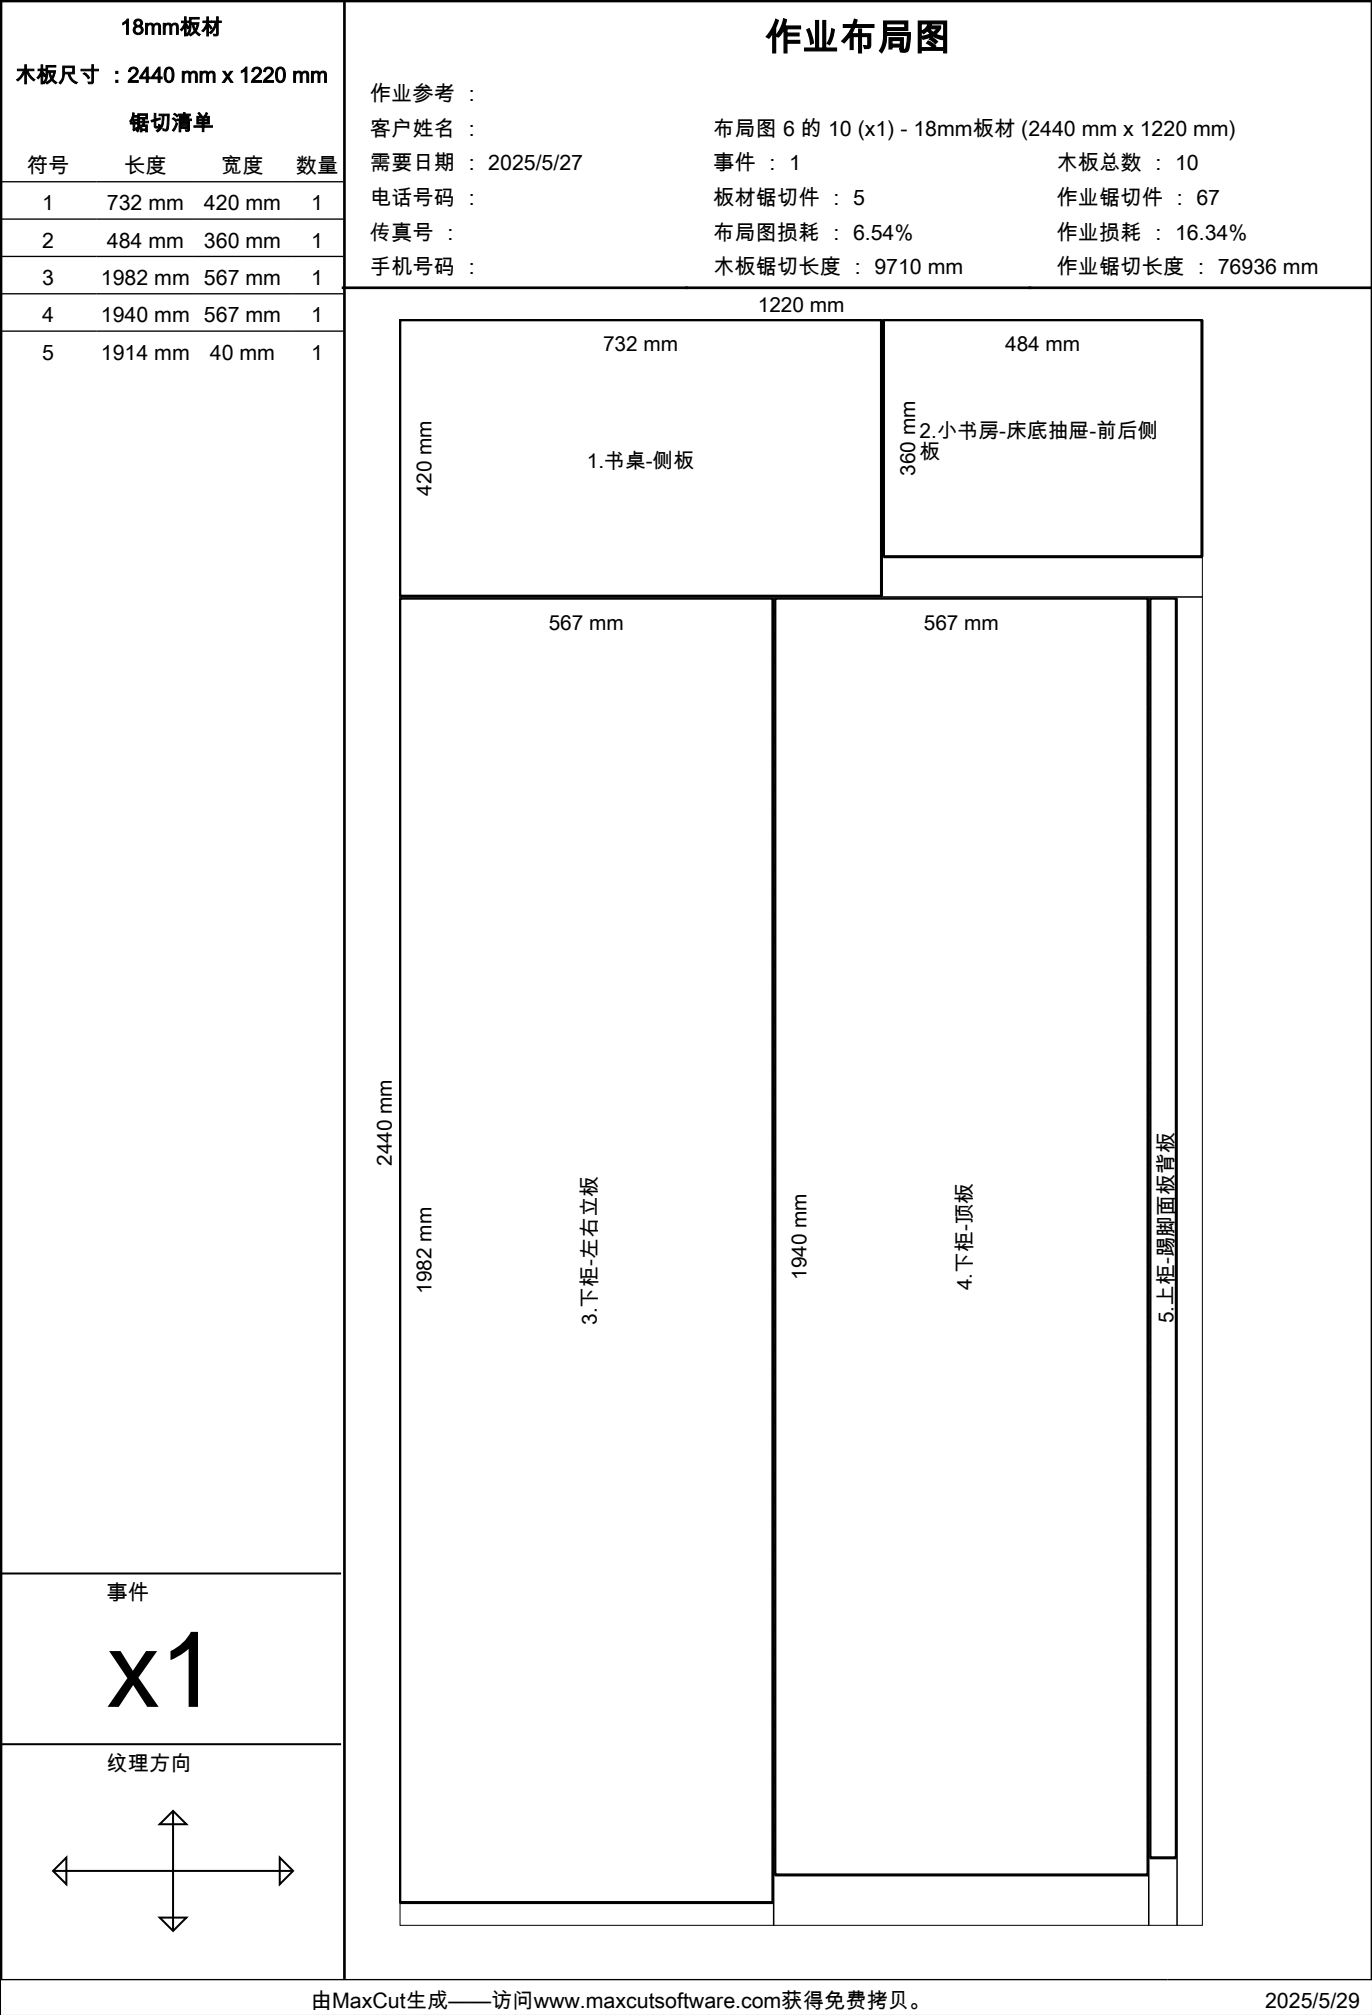 18mm板材
木板尺寸 : 2440 mm x 1220 mm
锯切清单
符号 长度 宽度 数量
1 732 mm 420 mm 1
2 484 mm 360 mm 1
3 1982 mm 567 mm 1
4 1940 mm 567 mm 1
5 1914 mm 40 mm 1
作业布局图
作业参考 :
客户姓名 : 布局图 6 的 10 (x1) - 18mm板材 (2440 mm x 1220 mm)
需要日期 : 2025/5/27 事件 : 1 木板总数 : 10
电话号码 : 板材锯切件 : 5 作业锯切件 : 67
传真号 : 布局图损耗 : 6.54% 作业损耗 : 16.34%
手机号码 : 木板锯切长度 : 9710 mm 作业锯切长度 : 76936 mm
1220 mm
732 mm
420 mm
1.书桌-侧板
484 mm
360 mm
2.小书房-床底抽屉-前后侧
板
2440 mm
567 mm
1982 mm
3.下柜-左右立板
567 mm
1940 mm
4.下柜-顶板
5.上柜-踢脚面板背板
事件
x1
纹理方向
由MaxCut生成——访问www.maxcutsoftware.com获得免费拷贝。
2025/5/29